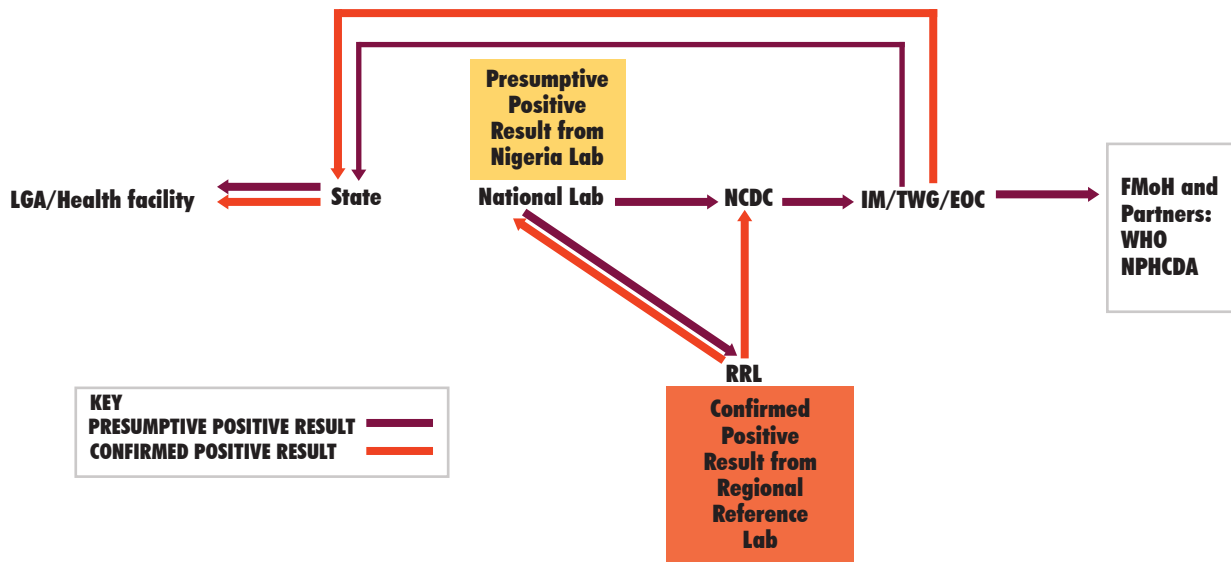 Presumptive
Positive
Result from
Nigeria Lab
LGA/Health facility
State
National Lab
NCDC
IM/TWG/EOC
FMoH and
Partners:
WHO
NPHCDA
RRL
Confirmed
Positive
Result from
Regional
Reference
Lab
KEY
PRESUMPTIVE POSITIVE RESULT
CONFIRMED POSITIVE RESULT